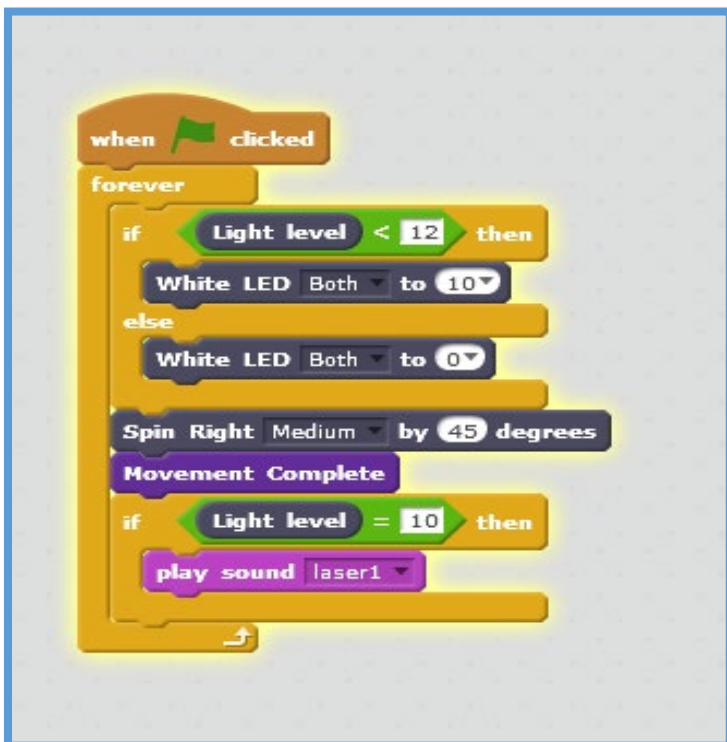 when clicked
forever
if Light level < 12 then
White LED Both to 10
else
White LED Both to 0
Spin Right Medium by 45 degrees
Movement Complete
if Light level = 10 then
play sound laser1